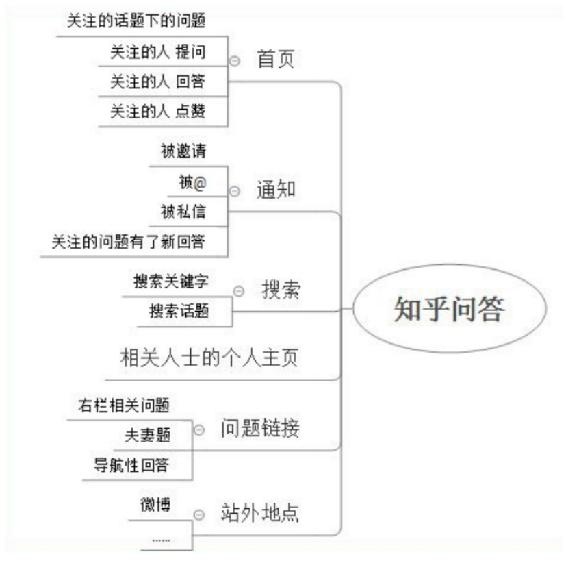 关注的话题下的问题
关注的人 提问
关注的人 回答
关注的人 点赞
首页
被邀请
被@
被私信
关注的问题有了新回答
通知
搜索关键字
搜索话题
搜索
相关人士的个人主页
右栏相关问题
夫妻题
导航性回答
问题链接
微博
......
站外地点
知乎问答